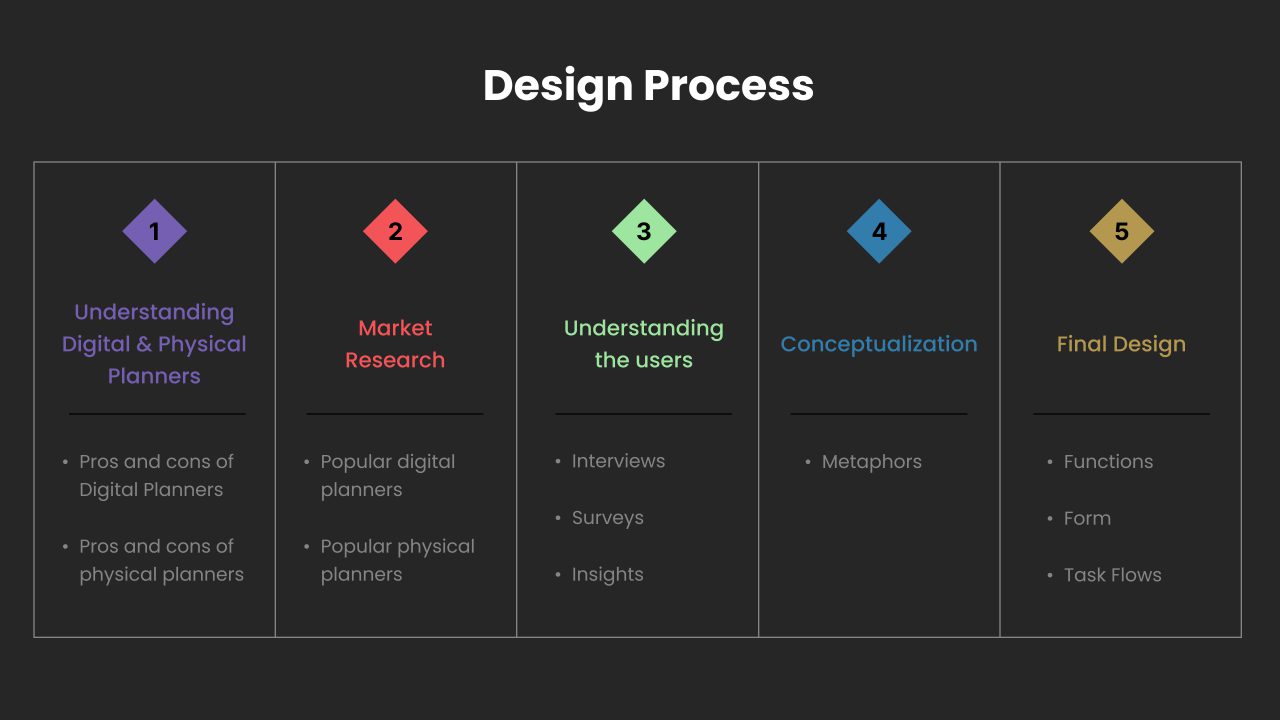 Design Process
1
Understanding
Digital & Physical
Planners
• Pros and cons of
Digital Planners
• Pros and cons of
physical planners
2
Market
Research
• Popular digital
planners
• Popular physical
planners
3
Understanding
the users
• Interviews
• Surveys
• Insights
4
Conceptualization
• Metaphors
5
Final Design
• Functions
• Form
• Task Flows